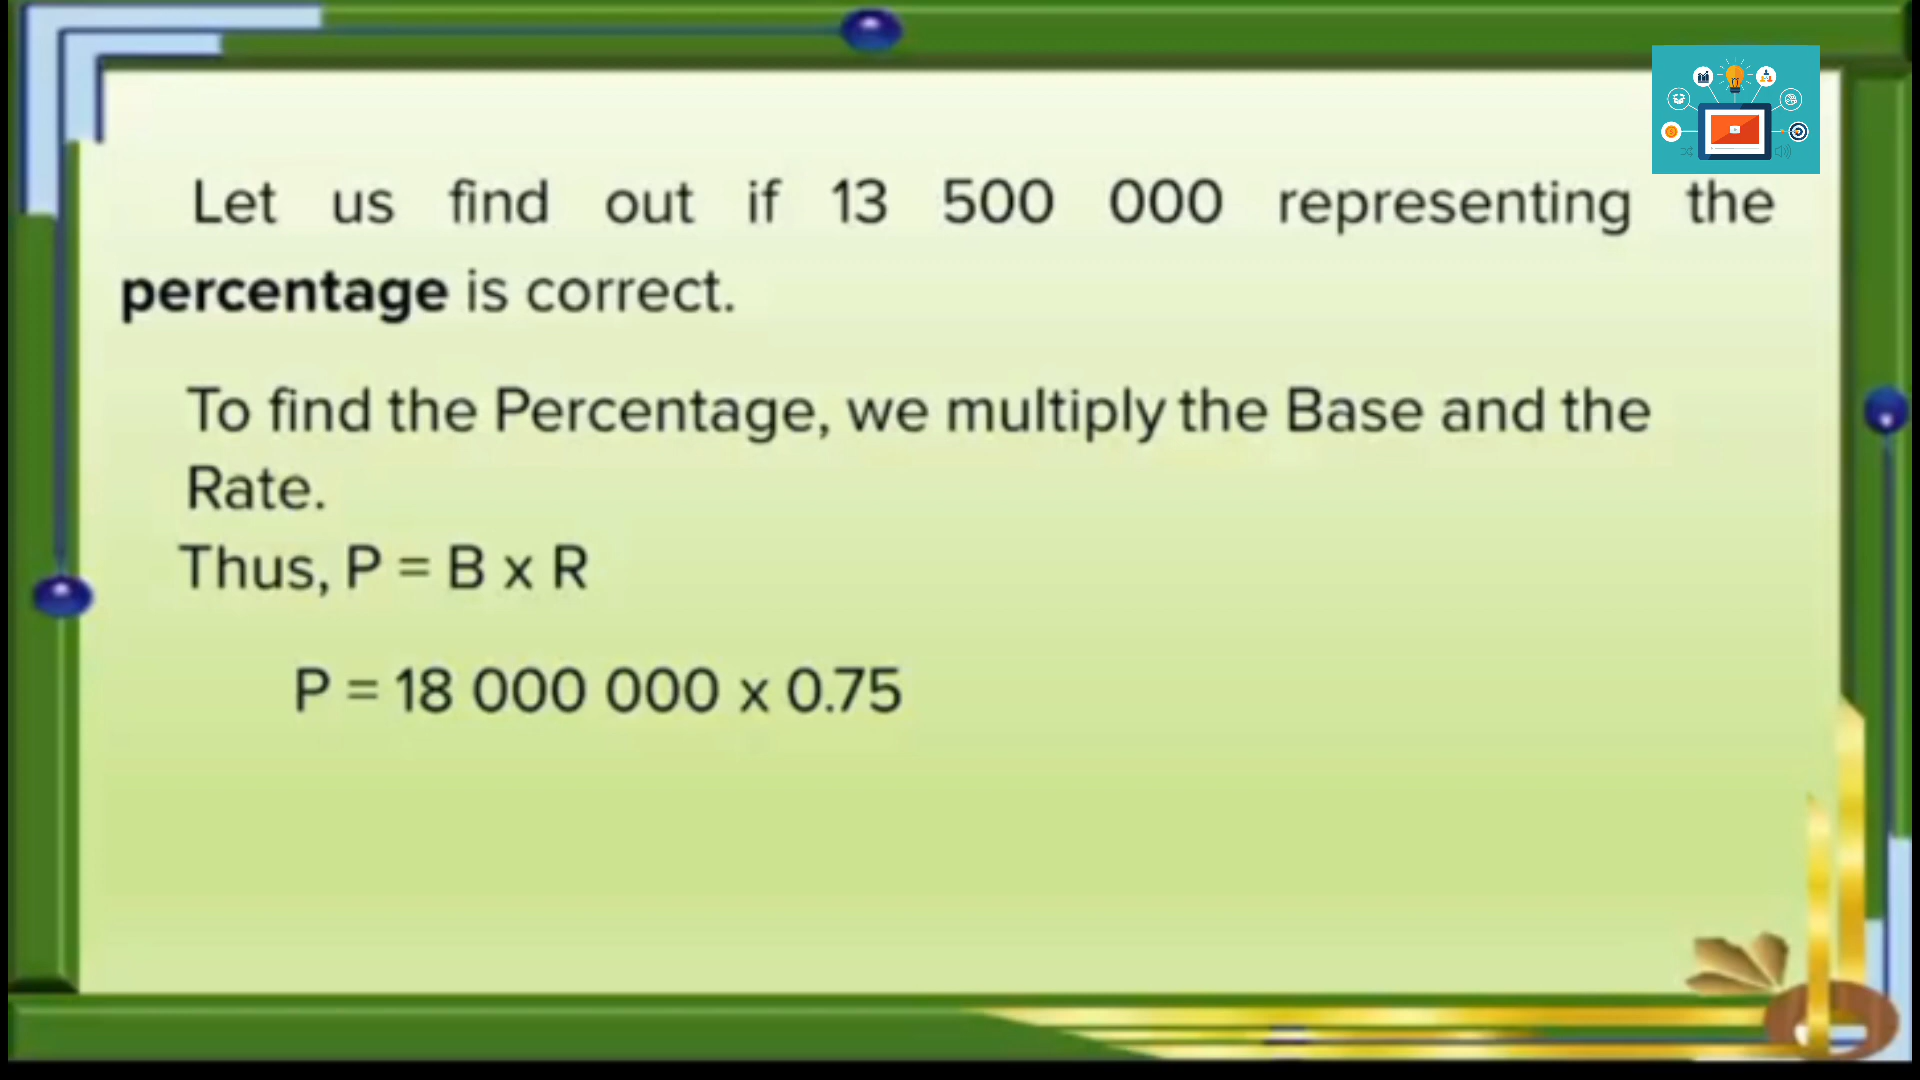 Let us find out if 13 500 000 representing the
percentage is correct.
To find the Percentage, we multiply the Base and the
Rate.
Thus, P = B x R
P = 18 000 000 x 0.75